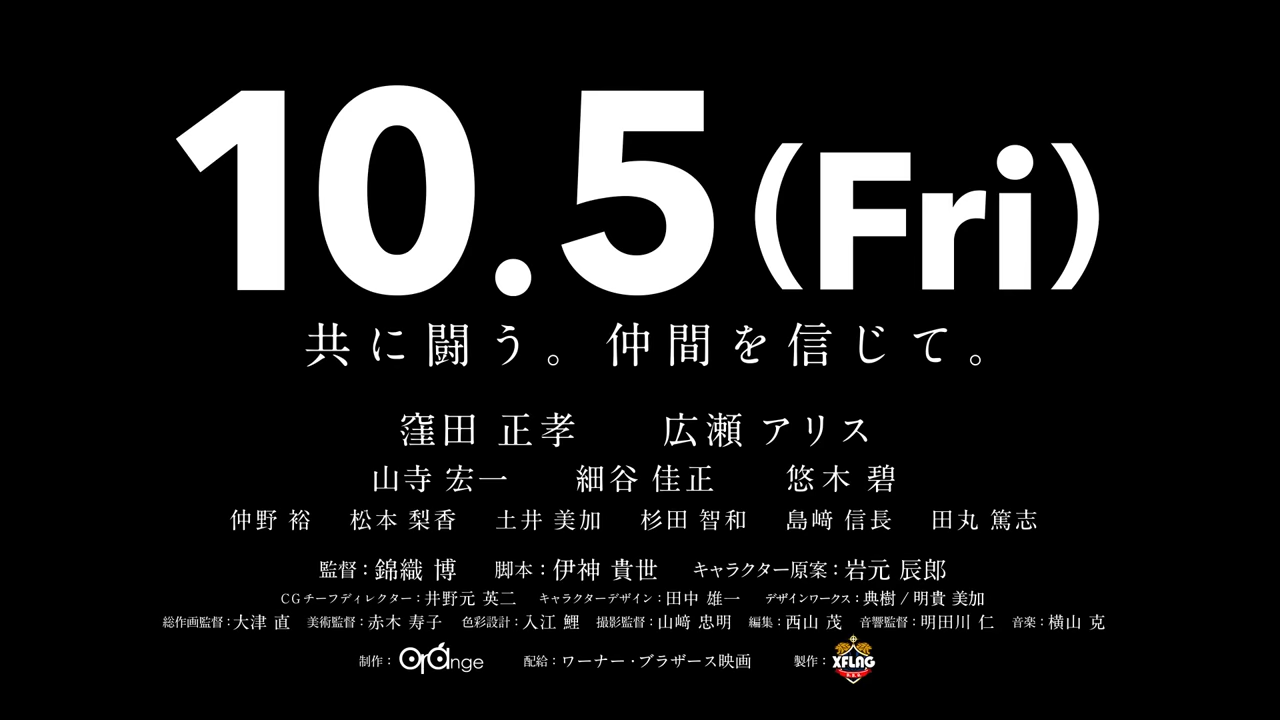 10.5(Fri)
共に闘う。仲間を信じて。
窪田 正孝　広瀬 アリス
山寺 宏一　細谷 佳正　悠木 碧
仲野 裕　松本 梨香　土井 美加　杉田 智和　島﨑 信長　田丸 篤志
監督：錦織 博　脚本：伊神 貴世　キャラクター原案：岩元 辰郎
CGチーフディレクター：井野元 英二　キャラクターデザイン：田中 雄一　デザインワークス：典樹 / 明貴 美加
総作画監督：大津 直　美術監督：赤木 寿子　色彩設計：入江 鯉　撮影監督：山﨑 忠明　編集：西山 茂　音響監督：明田川 仁　音楽：横山 克
制作：orange　配給：ワーナー・ブラザース映画　製作：XFLAG